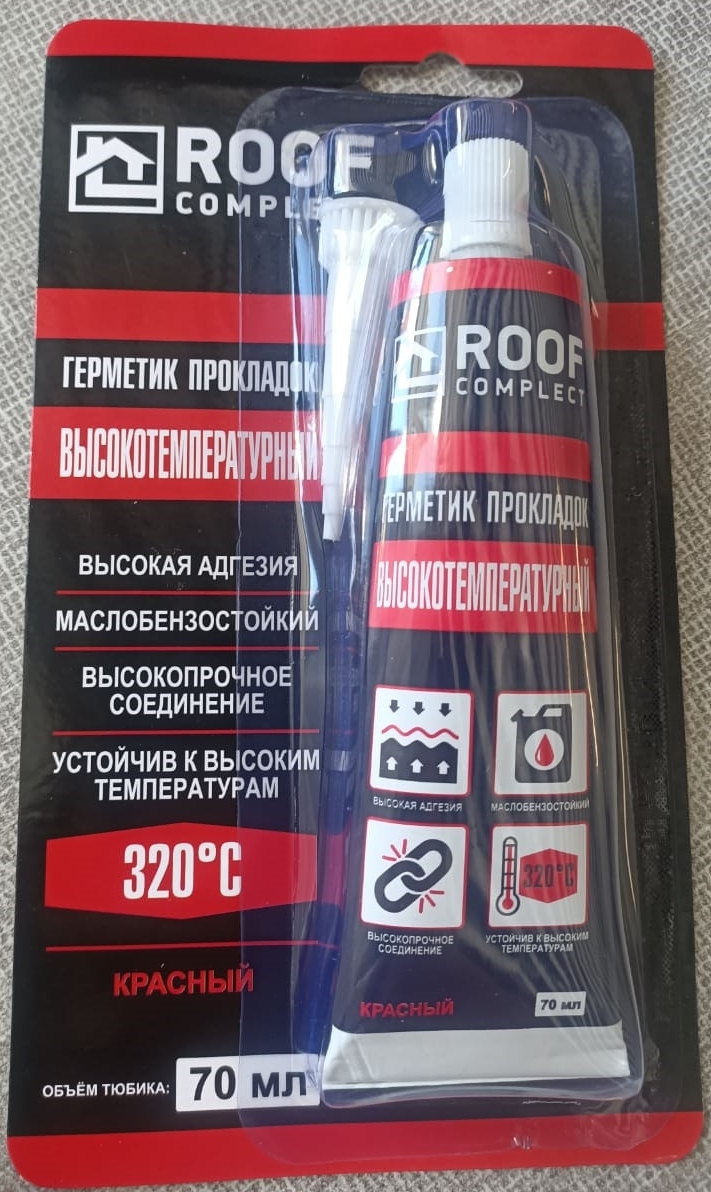 ROOF
COMPLECT
ГЕРМЕТИК ПРОКЛАДОК
ВЫСОКОТЕМПЕРАТУРНЫЙ
ВЫСОКАЯ АДГЕЗИЯ
МАСЛОБЕНЗОСТОЙКИЙ
ВЫСОКОПРОЧНОЕ
СОЕДИНЕНИЕ
УСТОЙЧИВ К ВЫСОКИМ
ТЕМПЕРАТУРАМ
320°C
КРАСНЫЙ
ОБЪЁМ ТЮБИКА: 70 мл
ROOF
COMPLECT
ГЕРМЕТИК ПРОКЛАДОК
ВЫСОКОТЕМПЕРАТУРНЫЙ
ВЫСОКАЯ АДГЕЗИЯ
МАСЛОБЕНЗОСТОЙКИЙ
320°C
ВЫСОКОПРОЧНОЕ
СОЕДИНЕНИЕ
УСТОЙЧИВ К ВЫСОКИМ
ТЕМПЕРАТУРАМ
КРАСНЫЙ
70 мл